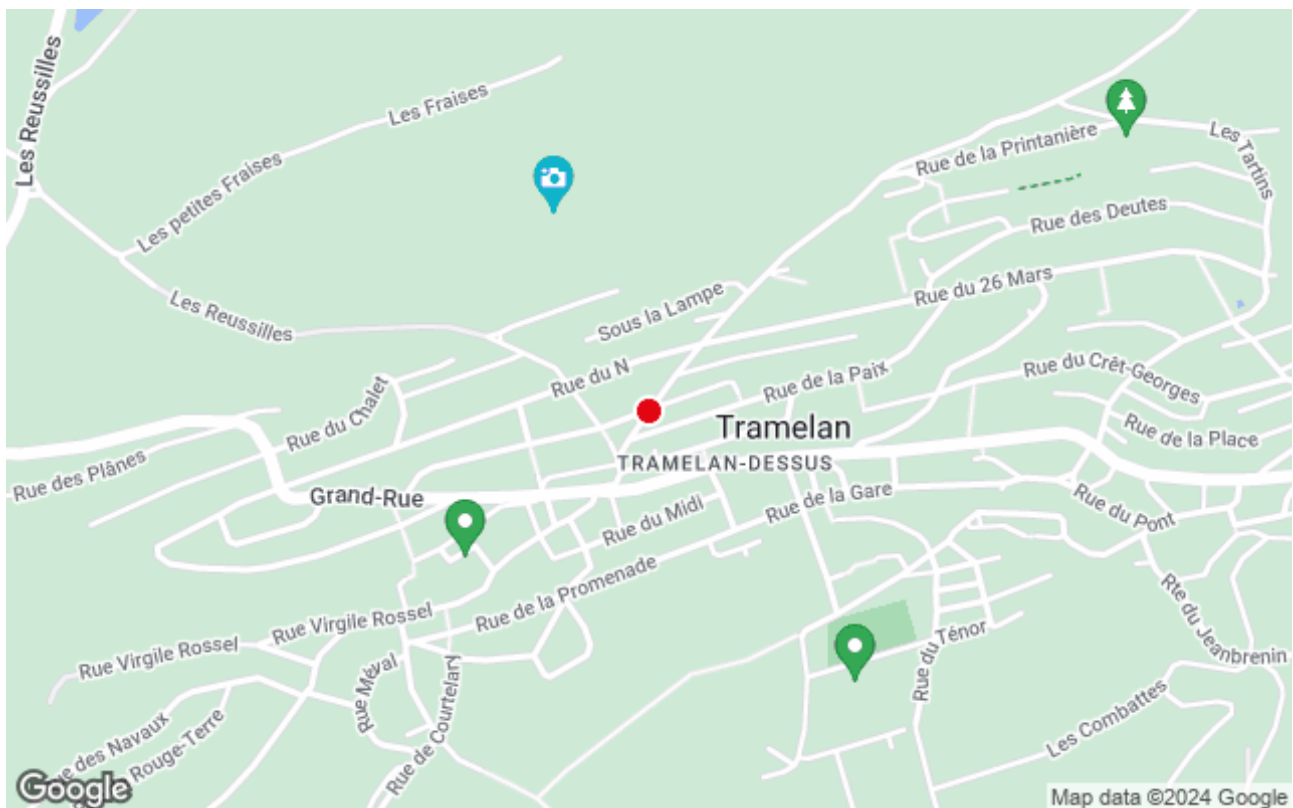 Les Reussilles
Les Fraises
Les petites Fraises
Les Reussilles
Rue de la Printanière
Les Tartins
Rue des Deutes
Rue du 26 Mars
Sous la Lampe
Rue du N
Rue de la Paix
Rue du Crêt-Georges
Rue du Chalet
Tramelan
TRAMELAN-DESSUS
Rue de la Place
Rue des Plânes
Grand-Rue
Rue du Midi
Rue de la Gare
Rue du Pont
Rue de la Promenade
Rue Virgile Rossel
Rue Virgile Rossel
Rue Méval
Rue de Courtelary
Rue du Ténor
Rte du Jeanbrenin
Les Combattes
des Navaux
Rouge-Terre
Google
Map data ©2024 Google